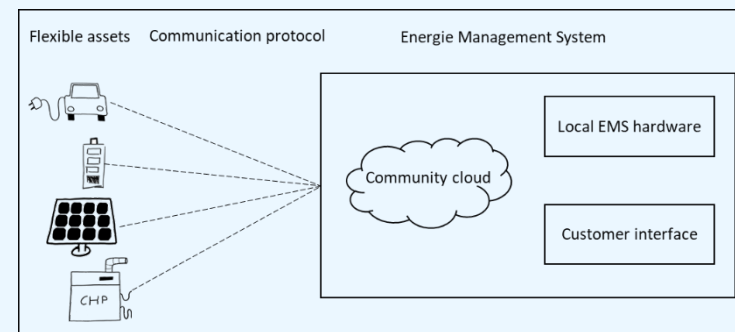 Flexible assets
Communication protocol
Energie Management System
Local EMS hardware
Community cloud
Customer interface
CHP